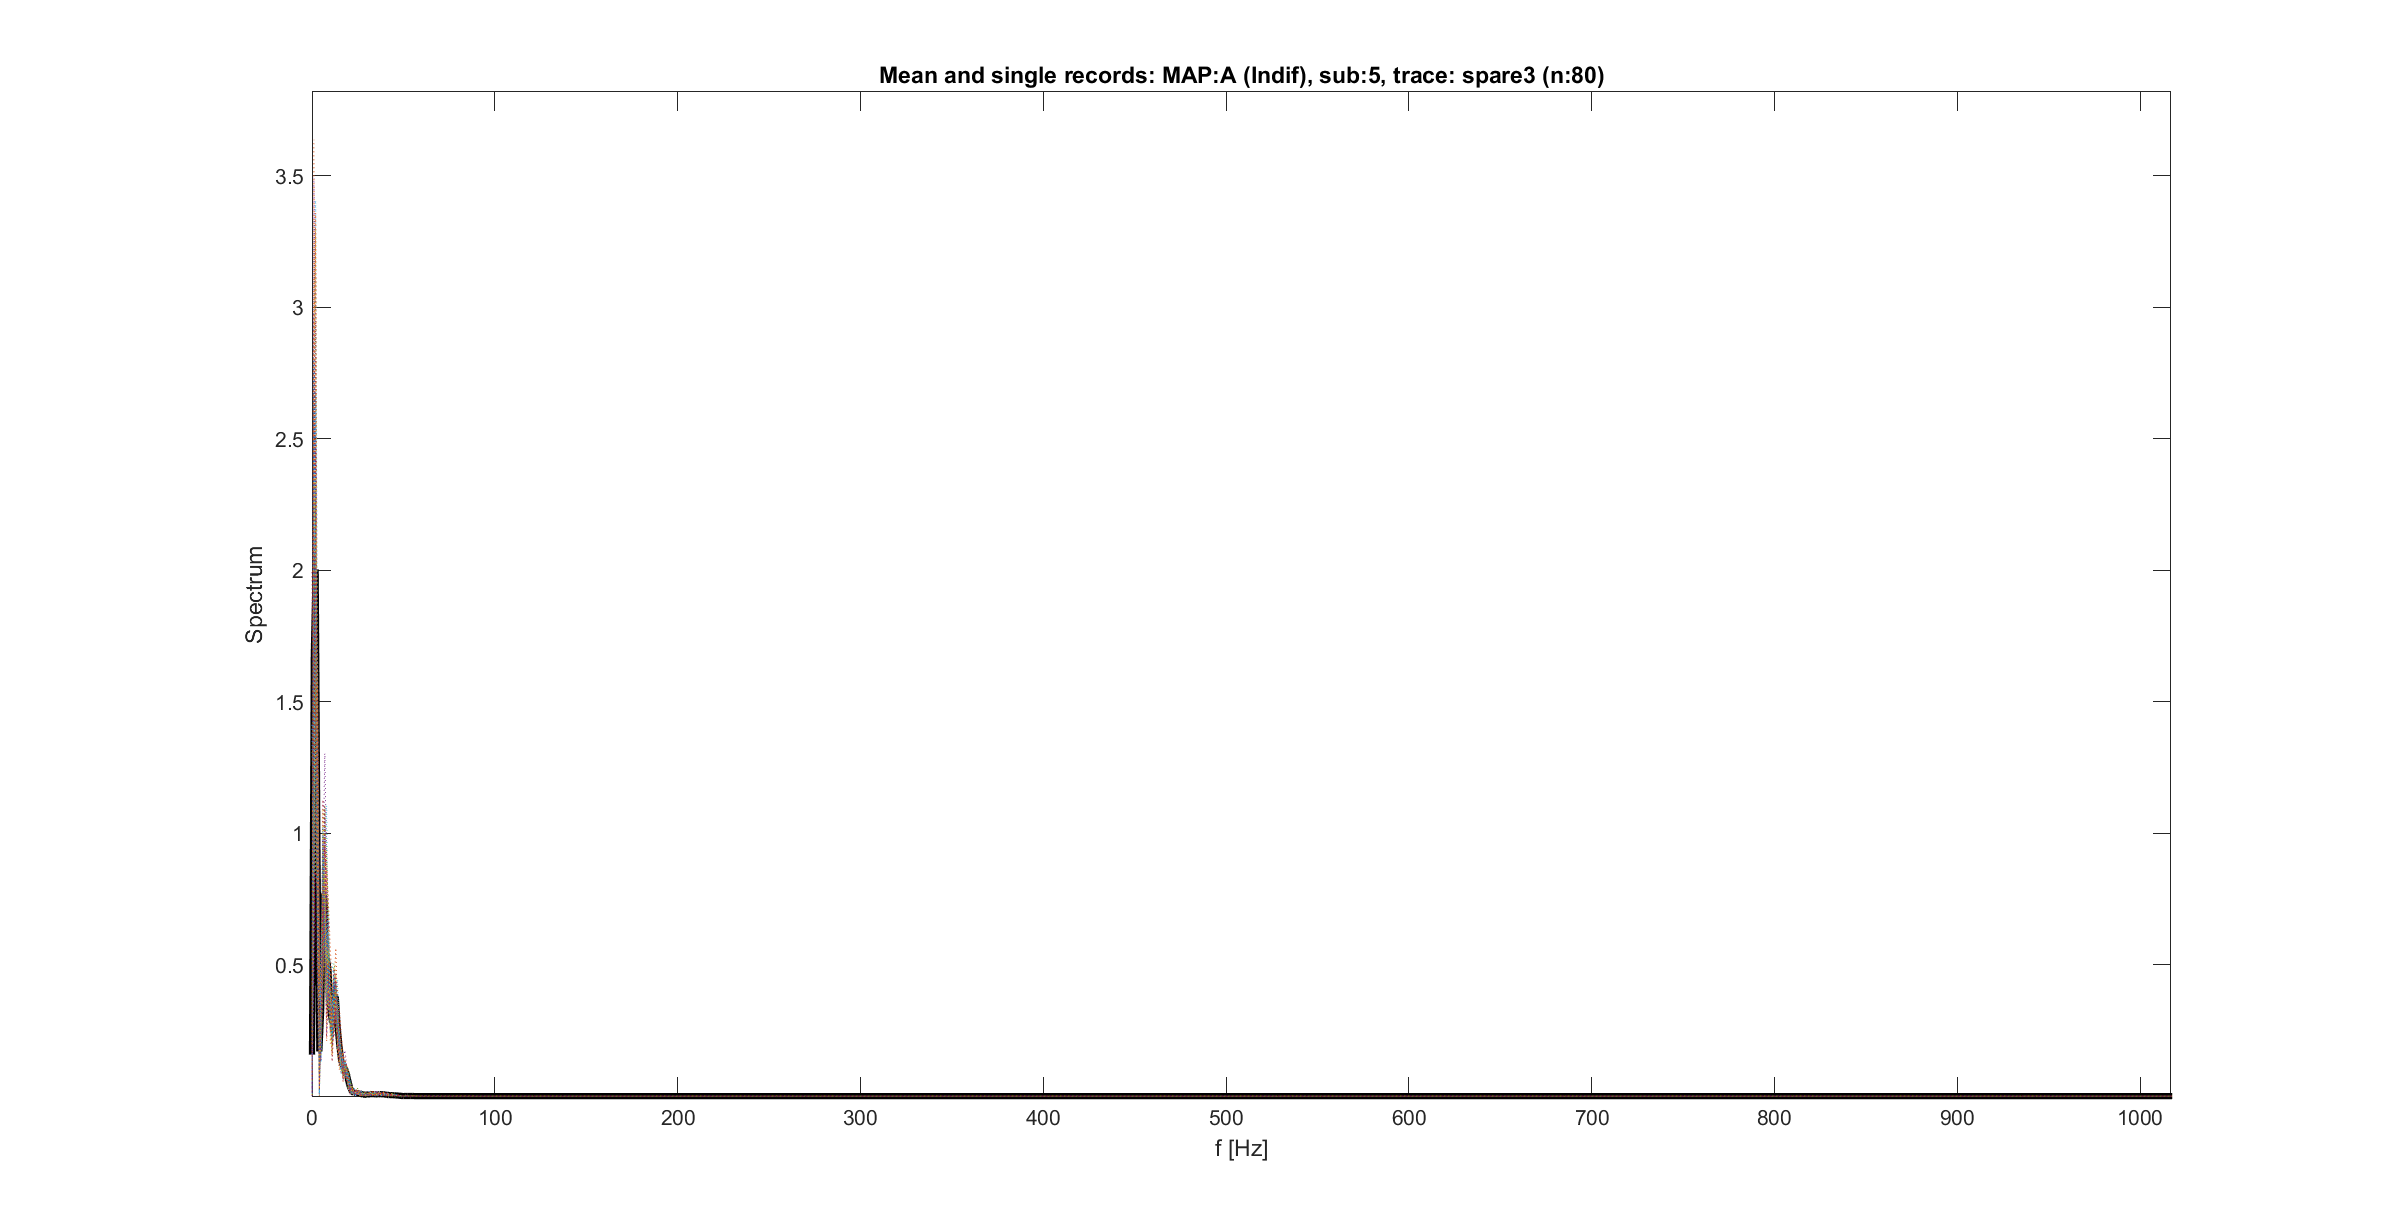 Mean and single records: MAP:A (Indif), sub:5, trace: spare3 (n:80)
3.5
3
2.5
2
1.5
1
0.5
Spectrum
0 100 200 300 400 500 600 700 800 900 1000
f [Hz]